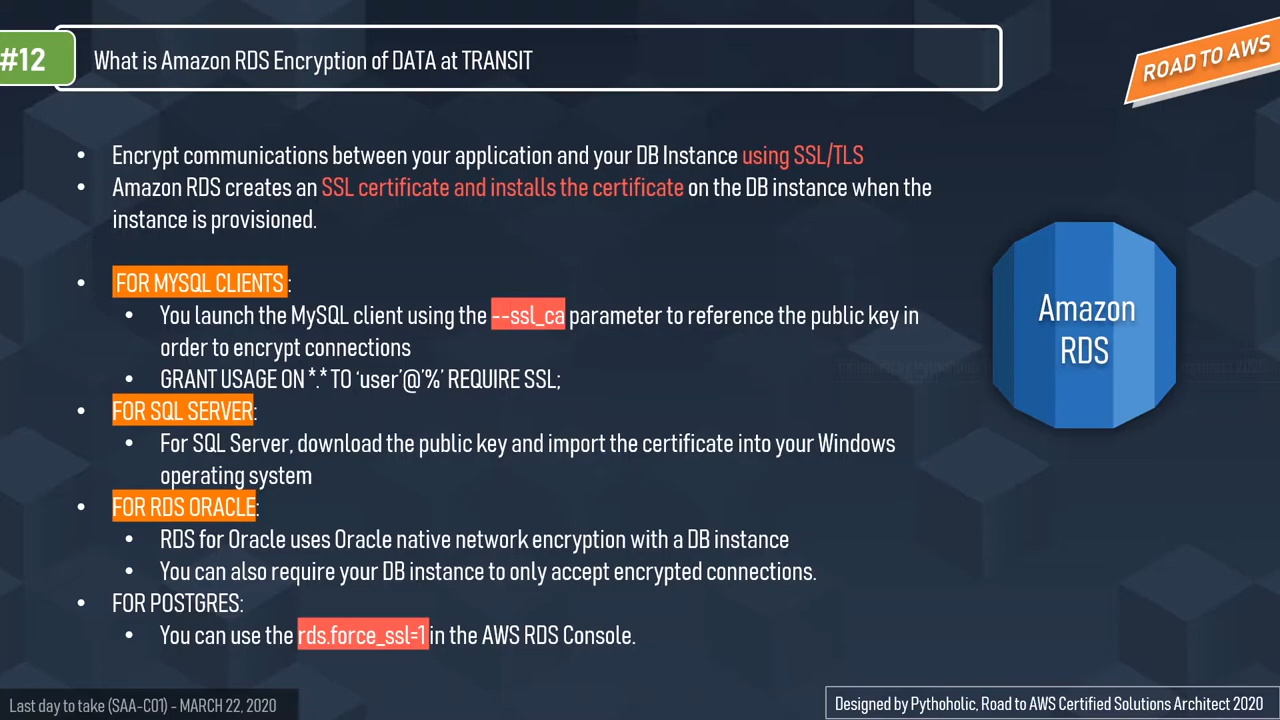 #12
What is Amazon RDS Encryption of DATA at TRANSIT
ROAD TO AWS
• Encrypt communications between your application and your DB Instance using SSL/TLS
• Amazon RDS creates an SSL certificate and installs the certificate on the DB instance when the
instance is provisioned.
• FOR MYSQL CLIENTS :
• You launch the MySQL client using the --ssl_ca parameter to reference the public key in
order to encrypt connections
• GRANT USAGE ON *.* TO ‘user’@’%’ REQUIRE SSL;
• FOR SQL SERVER:
• For SQL Server, download the public key and import the certificate into your Windows
operating system
• FOR RDS ORACLE:
• RDS for Oracle uses Oracle native network encryption with a DB instance
• You can also require your DB instance to only accept encrypted connections.
• FOR POSTGRES:
• You can use the rds.force_ssl=1 in the AWS RDS Console.
Amazon
RDS
Last day to take (SAA-C01) - MARCH 22, 2020
Designed by Pythoholic, Road to AWS Certified Solutions Architect 2020